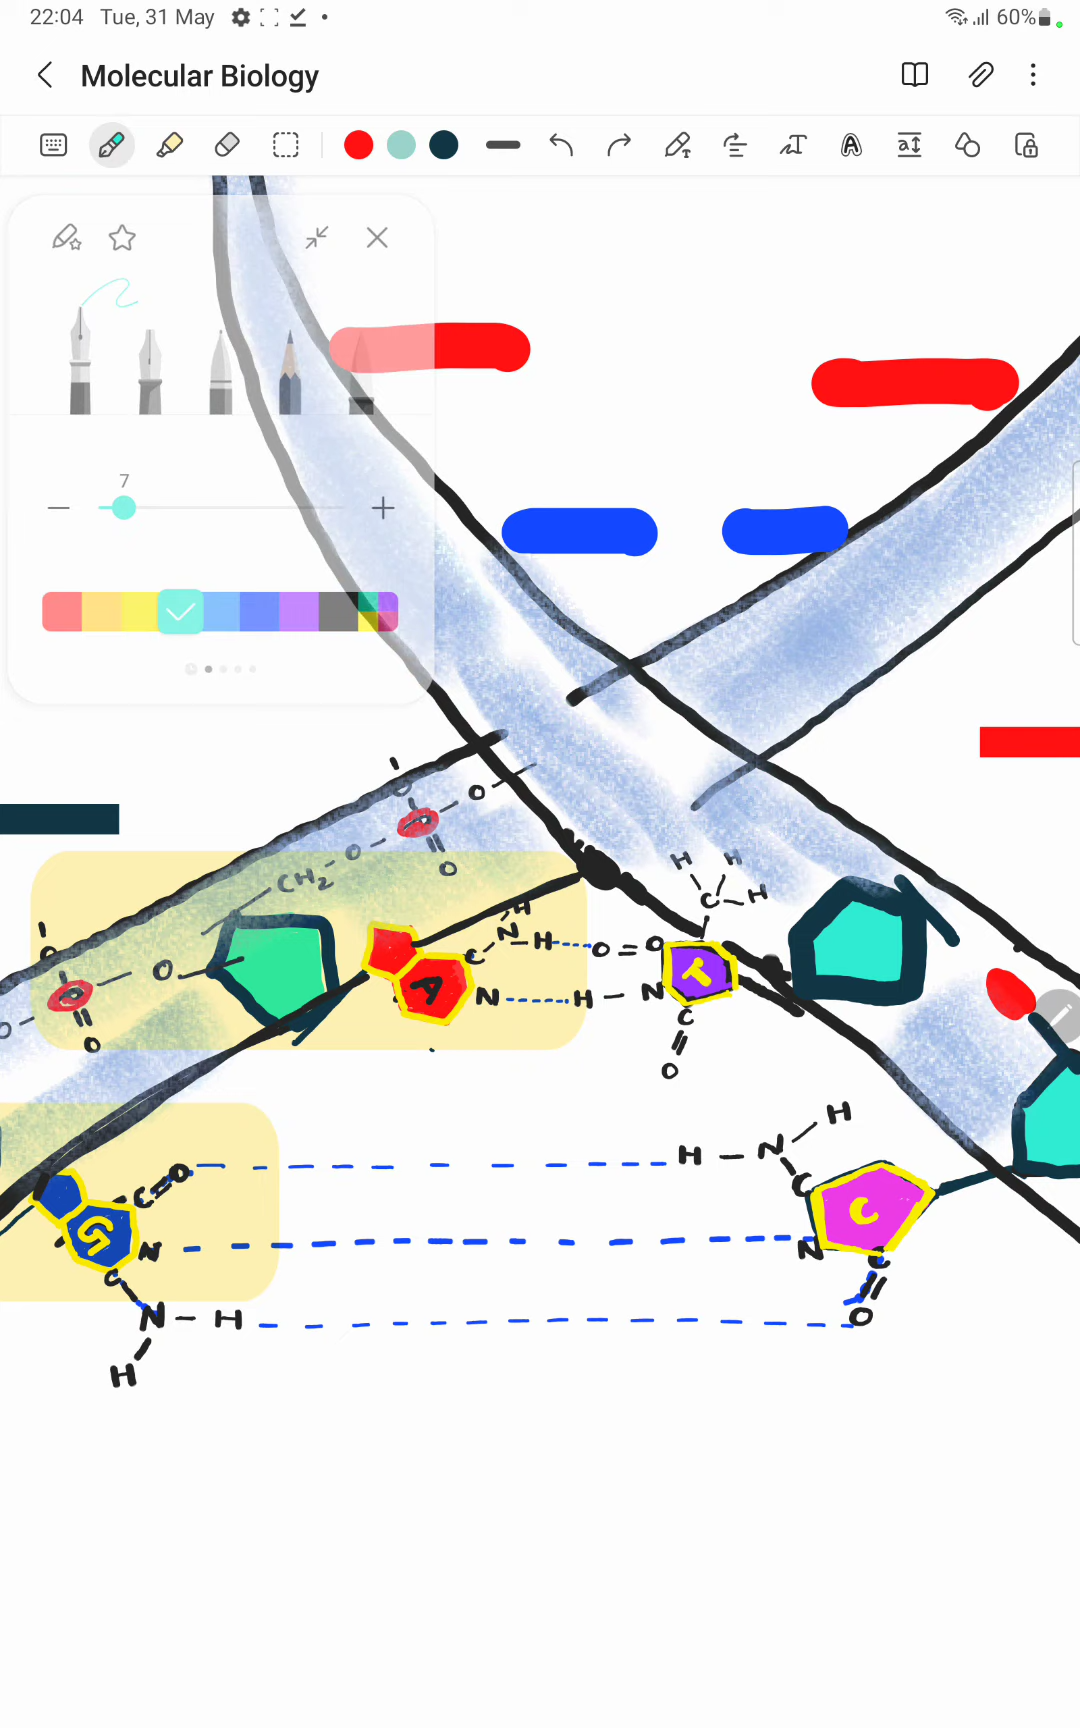 22:04 Tue, 31 May
60%
Molecular Biology
7
O
CH2 O
O
H H
C H
H
O
O
N H O = O
C
T
A
N H - N
O
O
C
O
H
O H - N
C
C
G
N N
C
C
N - H O
H